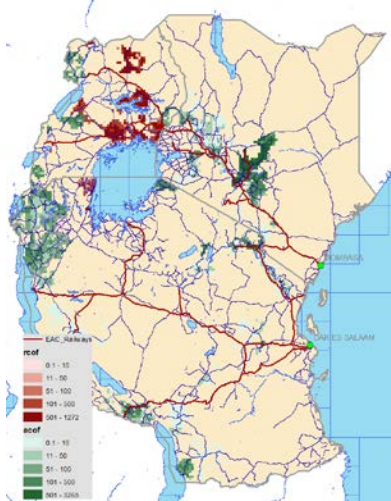 MOMBASA
DAR ES SALAAM
EAC_Railways
rcof
0.1 - 10
11 - 50
51 - 100
101 - 500
501 - 1272
acof
0.1 - 10
11 - 50
51 - 100
101 - 500
501 - 3265